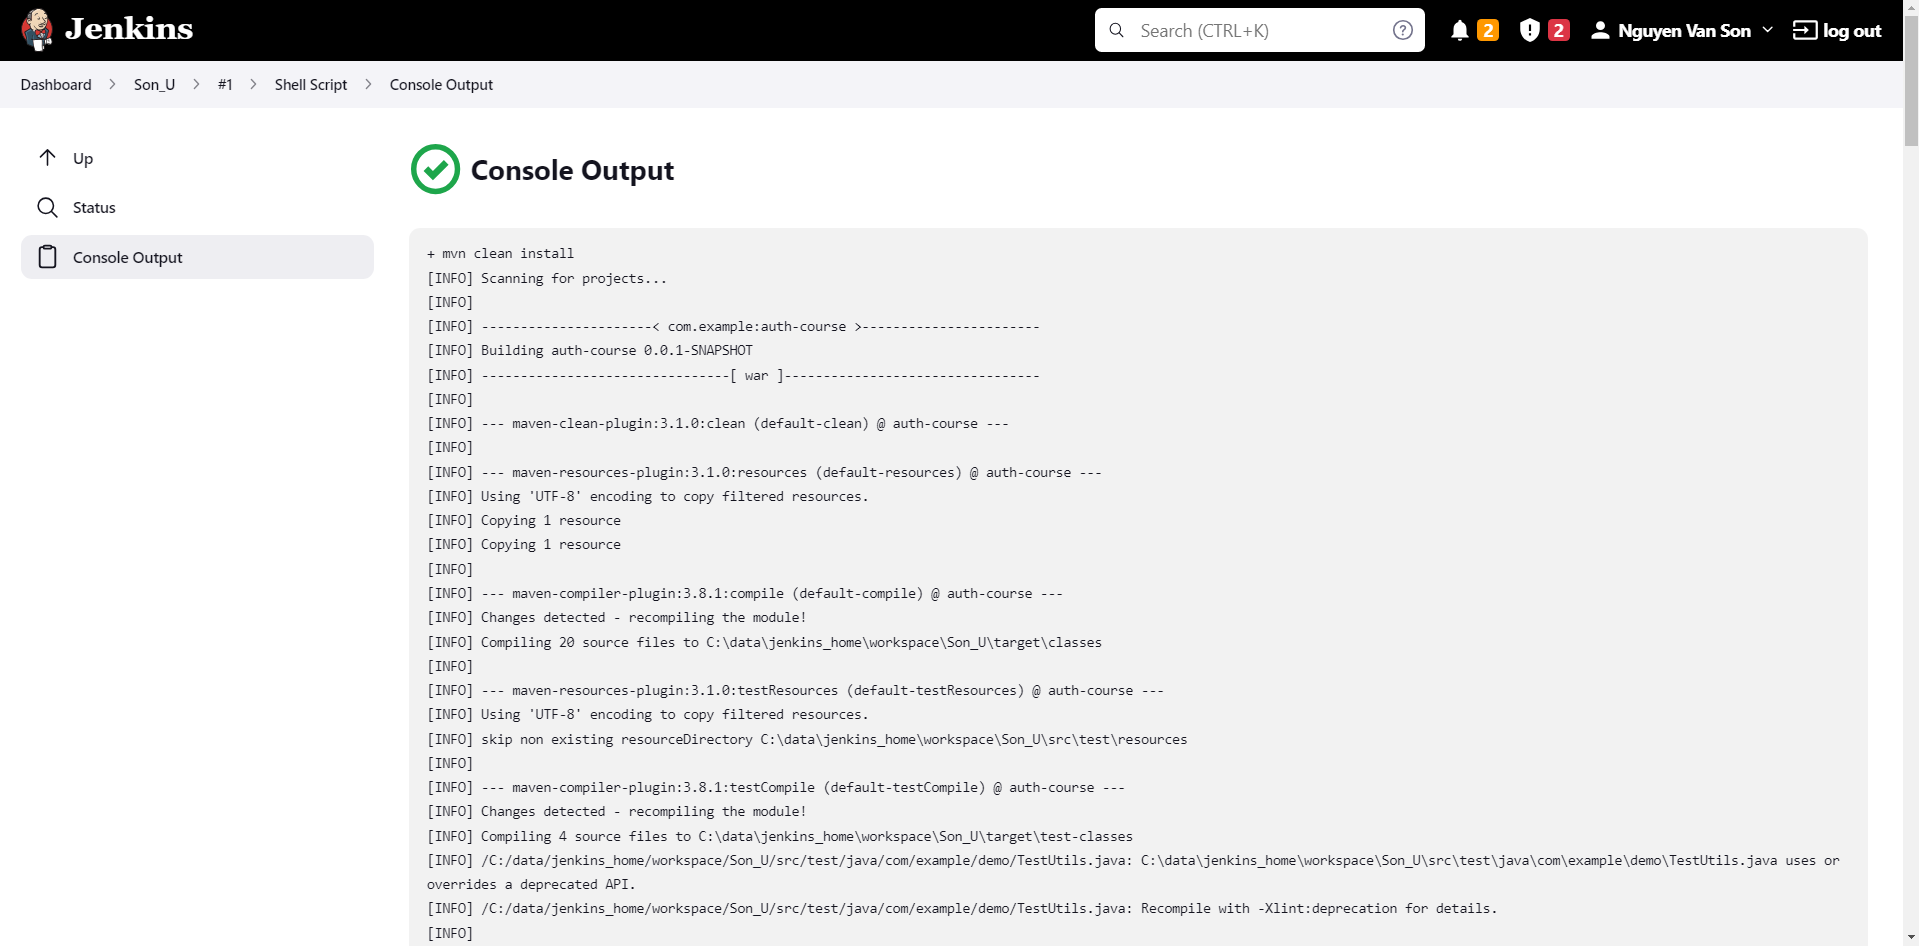 Jenkins
Search (CTRL+K)
2
2
Nguyen Van Son
log out
Dashboard
Son_U
#1
Shell Script
Console Output
Up
Status
Console Output
Console Output
+ mvn clean install
[INFO] Scanning for projects...
[INFO]
[INFO] ----------------------< com.example:auth-course >-----------------------
[INFO] Building auth-course 0.0.1-SNAPSHOT
[INFO] --------------------------------[ war ]---------------------------------
[INFO]
[INFO] --- maven-clean-plugin:3.1.0:clean (default-clean) @ auth-course ---
[INFO]
[INFO] --- maven-resources-plugin:3.1.0:resources (default-resources) @ auth-course ---
[INFO] Using 'UTF-8' encoding to copy filtered resources.
[INFO] Copying 1 resource
[INFO] Copying 1 resource
[INFO]
[INFO] --- maven-compiler-plugin:3.8.1:compile (default-compile) @ auth-course ---
[INFO] Changes detected - recompiling the module!
[INFO] Compiling 20 source files to C:\data\jenkins_home\workspace\Son_U\target\classes
[INFO]
[INFO] --- maven-resources-plugin:3.1.0:testResources (default-testResources) @ auth-course ---
[INFO] Using 'UTF-8' encoding to copy filtered resources.
[INFO] skip non existing resourceDirectory C:\data\jenkins_home\workspace\Son_U\src\test\resources
[INFO]
[INFO] --- maven-compiler-plugin:3.8.1:testCompile (default-testCompile) @ auth-course ---
[INFO] Changes detected - recompiling the module!
[INFO] Compiling 4 source files to C:\data\jenkins_home\workspace\Son_U\target\test-classes
[INFO] /C:/data/jenkins_home/workspace/Son_U/src/test/java/com/example/demo/TestUtils.java: C:\data\jenkins_home\workspace\Son_U\src\test\java\com\example\demo\TestUtils.java uses or
overrides a deprecated API.
[INFO] /C:/data/jenkins_home/workspace/Son_U/src/test/java/com/example/demo/TestUtils.java: Recompile with -Xlint:deprecation for details.
[INFO]